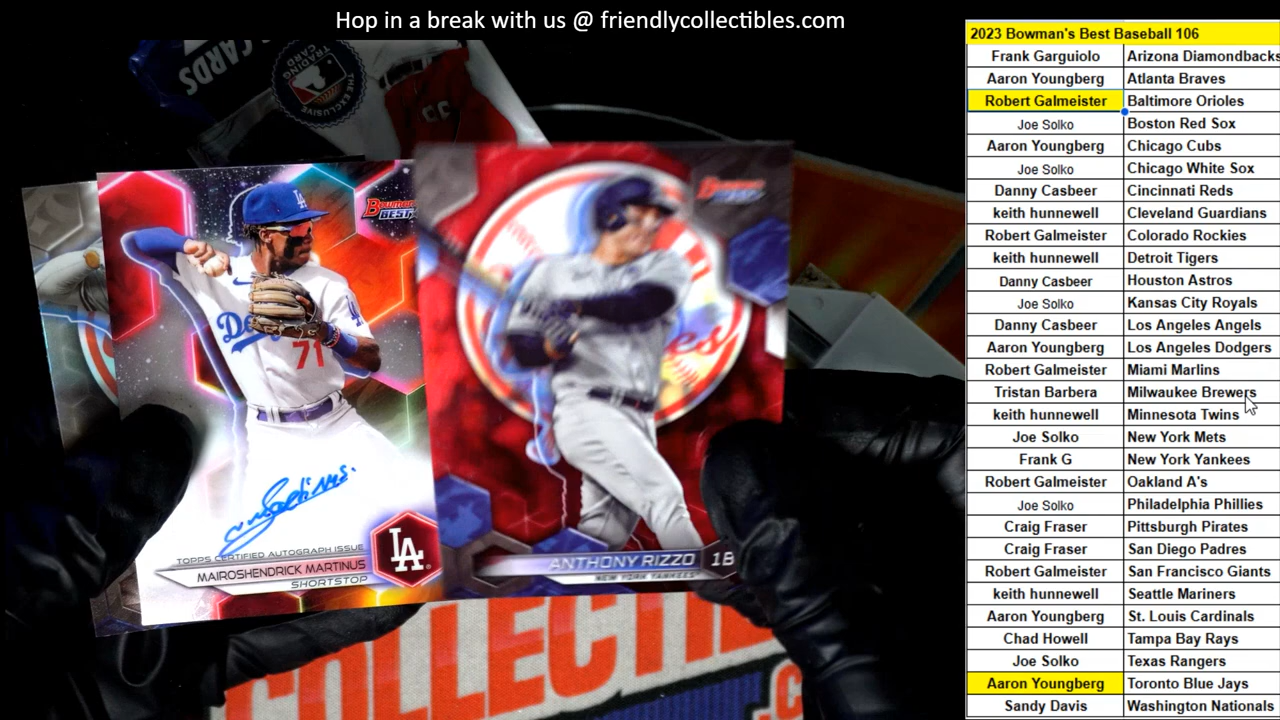 Hop in a break with us @ friendlycollectibles.com
CARDS
THE EXCLUSIVE
TRADING CARD
Bowman's
BEST
LA
Do
71
TOPPS CERTIFIED AUTOGRAPH ISSUE
MAIROSHENDRICK MARTINUS
SHORTSTOP
LA
ANTHONY RIZZO 1B
NEW YORK YANKEES
COLLECTI
.C
2023 Bowman's Best Baseball 106
Frank Garguiolo Arizona Diamondbacks
Aaron Youngberg Atlanta Braves
Robert Galmeister Baltimore Orioles
Joe Solko Boston Red Sox
Aaron Youngberg Chicago Cubs
Joe Solko Chicago White Sox
Danny Casbeer Cincinnati Reds
keith hunnewell Cleveland Guardians
Robert Galmeister Colorado Rockies
keith hunnewell Detroit Tigers
Danny Casbeer Houston Astros
Joe Solko Kansas City Royals
Danny Casbeer Los Angeles Angels
Aaron Youngberg Los Angeles Dodgers
Robert Galmeister Miami Marlins
Tristan Barbera Milwaukee Brewers
keith hunnewell Minnesota Twins
Joe Solko New York Mets
Frank G New York Yankees
Robert Galmeister Oakland A's
Joe Solko Philadelphia Phillies
Craig Fraser Pittsburgh Pirates
Craig Fraser San Diego Padres
Robert Galmeister San Francisco Giants
keith hunnewell Seattle Mariners
Aaron Youngberg St. Louis Cardinals
Chad Howell Tampa Bay Rays
Joe Solko Texas Rangers
Aaron Youngberg Toronto Blue Jays
Sandy Davis Washington Nationals